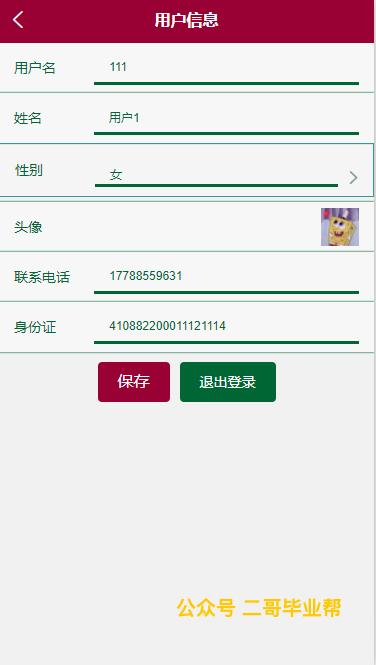 用户信息
用户名 111
姓名 用户1
性别 女
头像
联系电话 17788559631
身份证 410882200011121114
保存 退出登录
公众号 二哥毕业帮